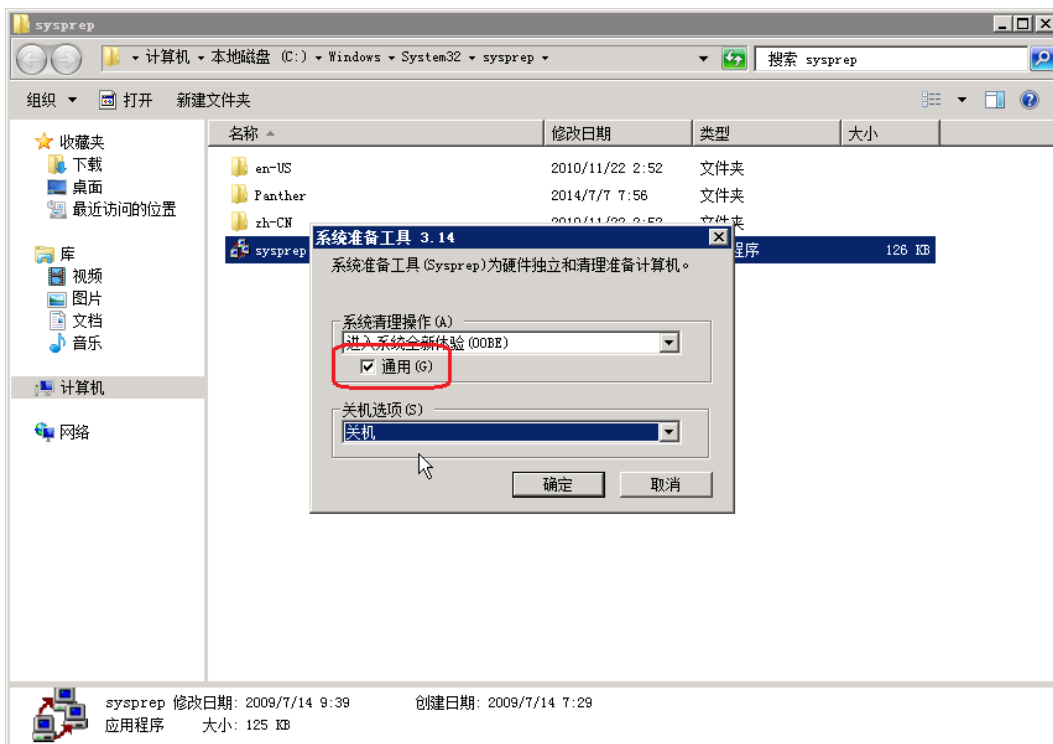 sysprep
计算机 本地磁盘 (C:) Windows System32 sysprep
搜索 sysprep
组织 打开 新建文件夹
名称 修改日期 类型 大小
收藏夹
下载
桌面
最近访问的位置
库
视频
图片
文档
音乐
计算机
网络
en-US 2010/11/22 2:52 文件夹
Panther 2014/7/7 7:56 文件夹
zh-CN 2010/11/22 2:52 文件夹
sysprep 程序 126 KB
系统准备工具 3.14
系统准备工具(Sysprep)为硬件独立和清理准备计算机。
系统清理操作(A)
进入系统全新体验(OOBE)
通用(G)
关机选项(S)
关机
确定 取消
sysprep 修改日期: 2009/7/14 9:39 创建日期: 2009/7/14 7:29
应用程序 大小: 125 KB